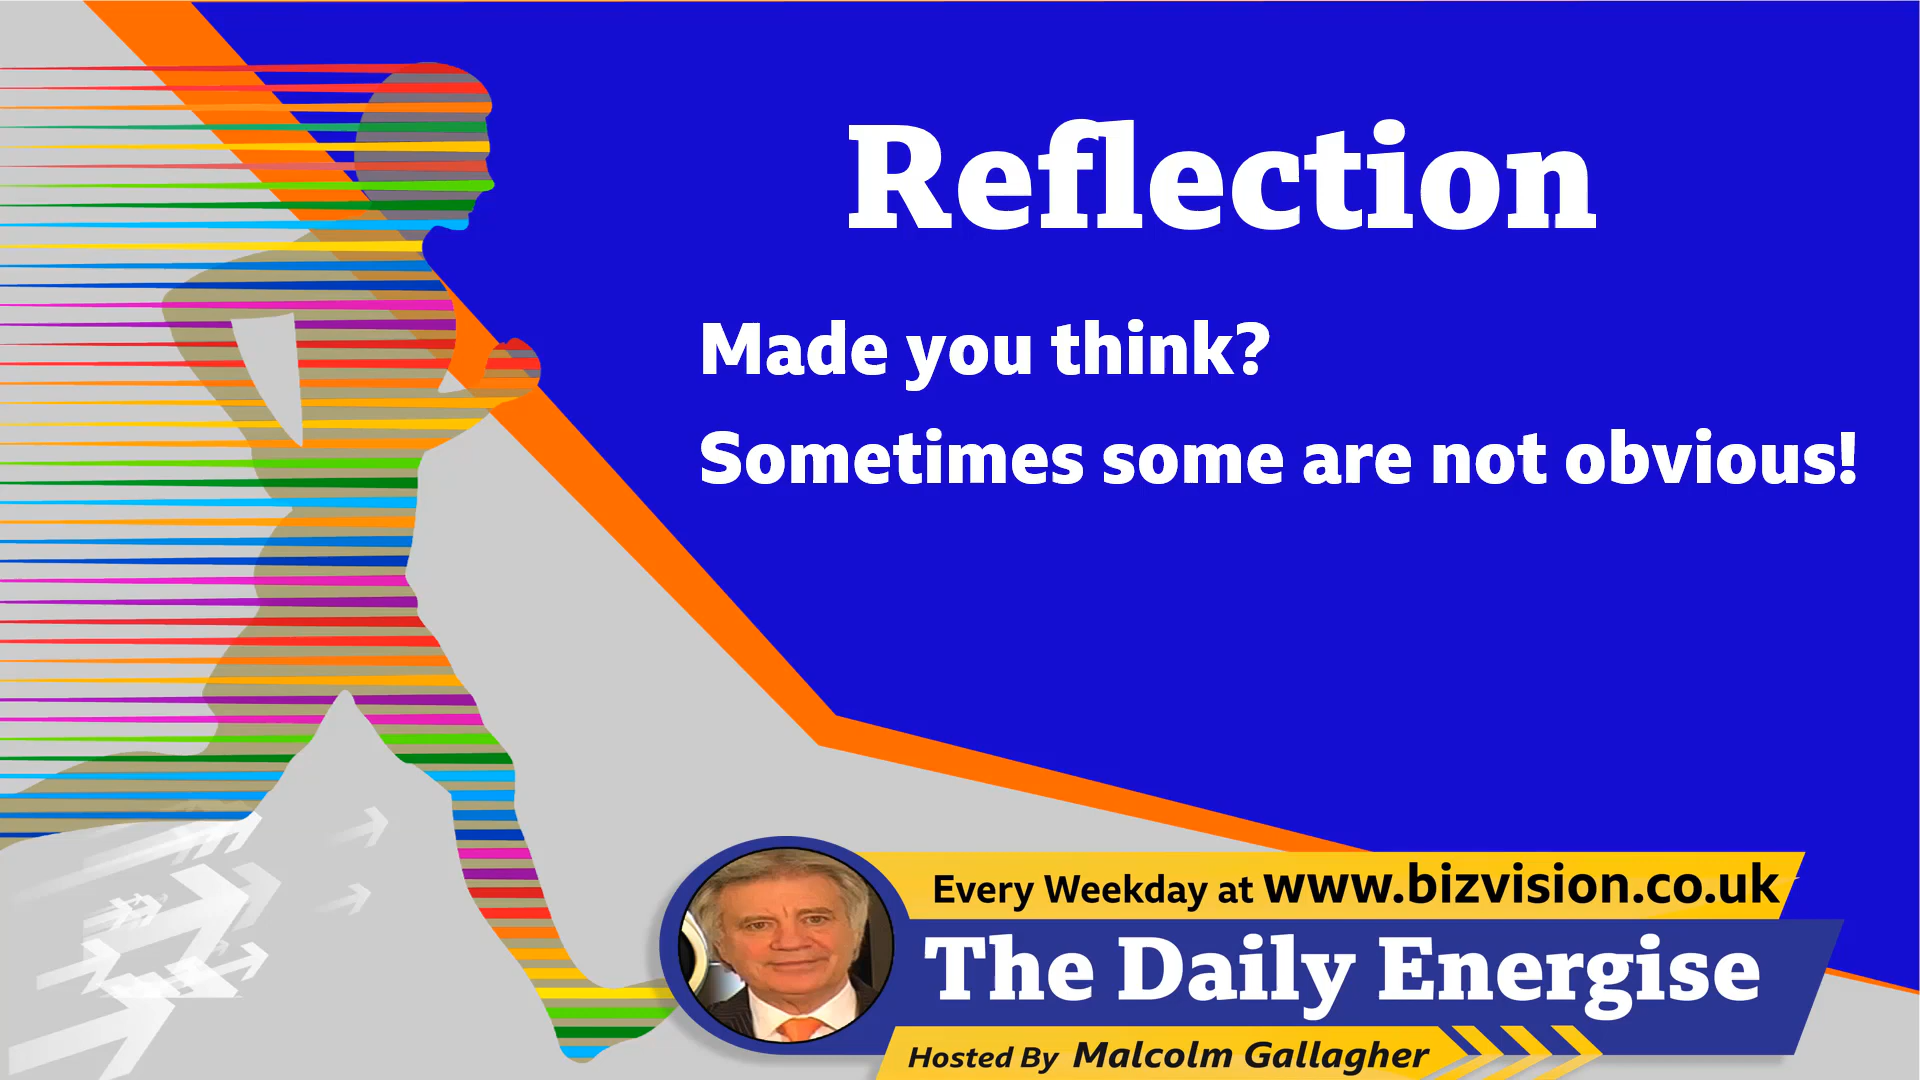 Reflection
Made you think?
Sometimes some are not obvious!
Every Weekday at www.bizvision.co.uk
The Daily Energise
Hosted By Malcolm Gallagher